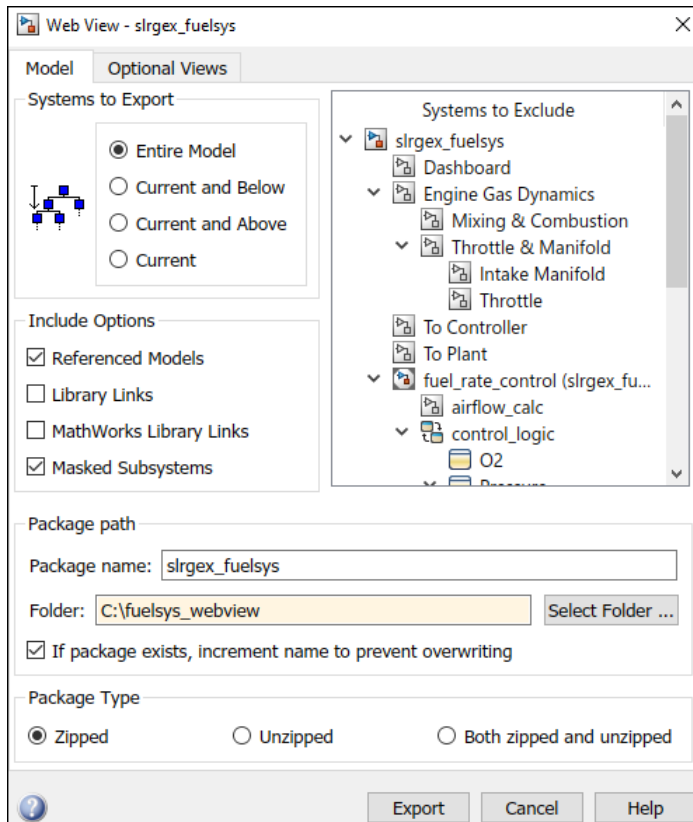 Web View - slrgex_fuelsys
Model
Optional Views
Systems to Export
Entire Model
Current and Below
Current and Above
Current
Systems to Exclude
slrgex_fuelsys
Dashboard
Engine Gas Dynamics
Mixing & Combustion
Throttle & Manifold
Intake Manifold
Throttle
To Controller
To Plant
fuel_rate_control (slrgex_fu...
airflow_calc
control_logic
O2
Pressure
Include Options
Referenced Models
Library Links
MathWorks Library Links
Masked Subsystems
Package path
Package name: slrgex_fuelsys
Folder: C:\fuelsys_webview Select Folder ...
If package exists, increment name to prevent overwriting
Package Type
Zipped Unzipped Both zipped and unzipped
Export Cancel Help